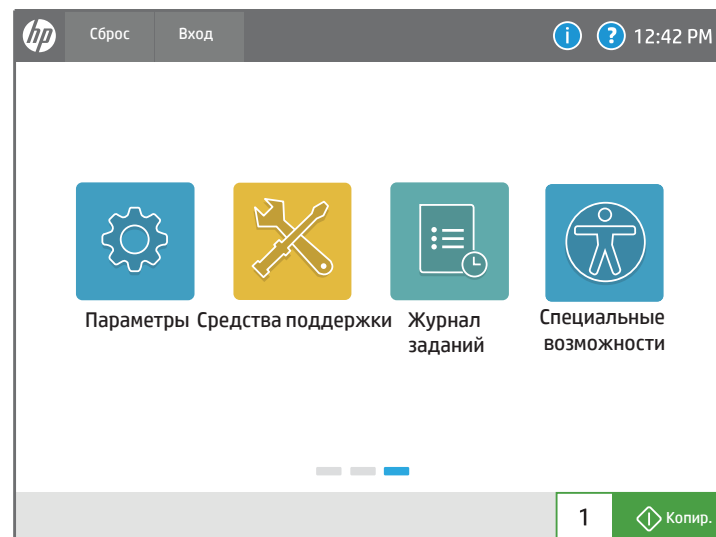 hp Сброс Вход i ? 12:42 PM
Параметры Средства поддержки Журнал заданий Специальные возможности
1 Копир.